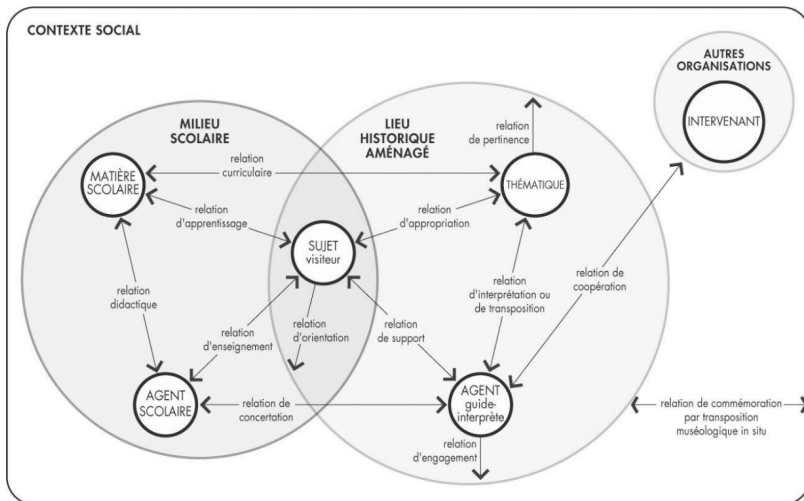 CONTEXTE SOCIAL
AUTRES
ORGANISATIONS
INTERVENANT
MILIEU
SCOLAIRE
LIEU
HISTORIQUE
AMÉNAGÉ
relation
de pertinence
MATIÈRE
SCOLAIRE
relation
curriculaire
THÉMATIQUE
relation
d'apprentissage
SUJET
visiteur
relation
d'appropriation
relation
didactique
relation
d'enseignement
relation
d'orientation
relation
de support
relation
d'interprétation ou
de transposition
relation de
coopération
AGENT
SCOLAIRE
relation de
concertation
AGENT
guide-
interprète
relation
d'engagement
relation de commémoration
par transposition
muséologique in situ